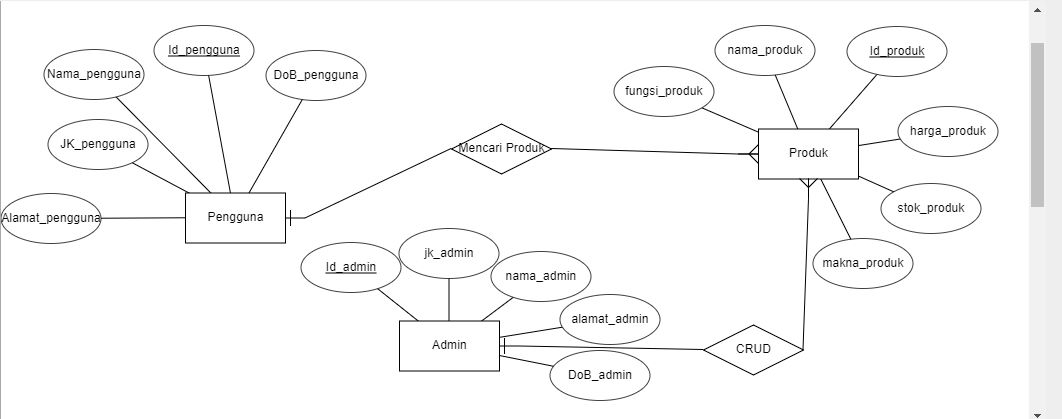 Id_pengguna
Nama_pengguna
DoB_pengguna
JK_pengguna
Alamat_pengguna
Pengguna
Mencari Produk
nama_produk
Id_produk
fungsi_produk
harga_produk
Produk
stok_produk
makna_produk
Id_admin
jk_admin
nama_admin
alamat_admin
Admin
DoB_admin
CRUD